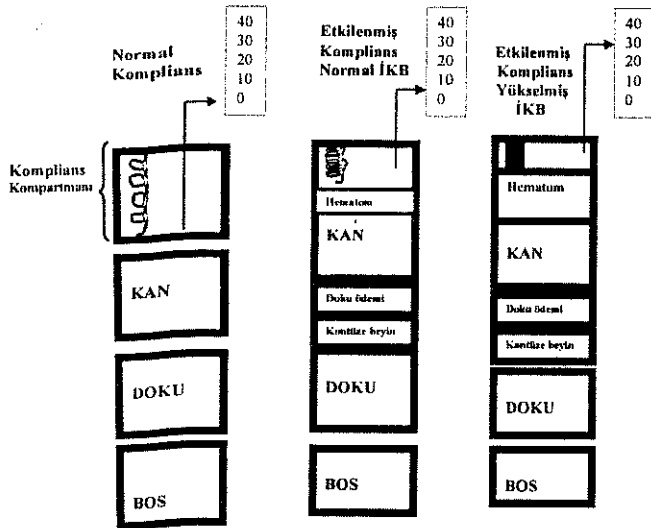 Normal
Komplians
40
30
20
10
0
Etkilenmiş
Komplians
Normal İKB
40
30
20
10
0
Etkilenmiş
Komplians
Yükselmiş
İKB
40
30
20
10
0
Komplians
Kompartmanı
KAN
DOKU
BOS
Hematom
KAN
Doku ödemi
Kontüze beyin
DOKU
BOS
Hematum
KAN
Doku ödemi
Kontüze beyin
DOKU
BOS